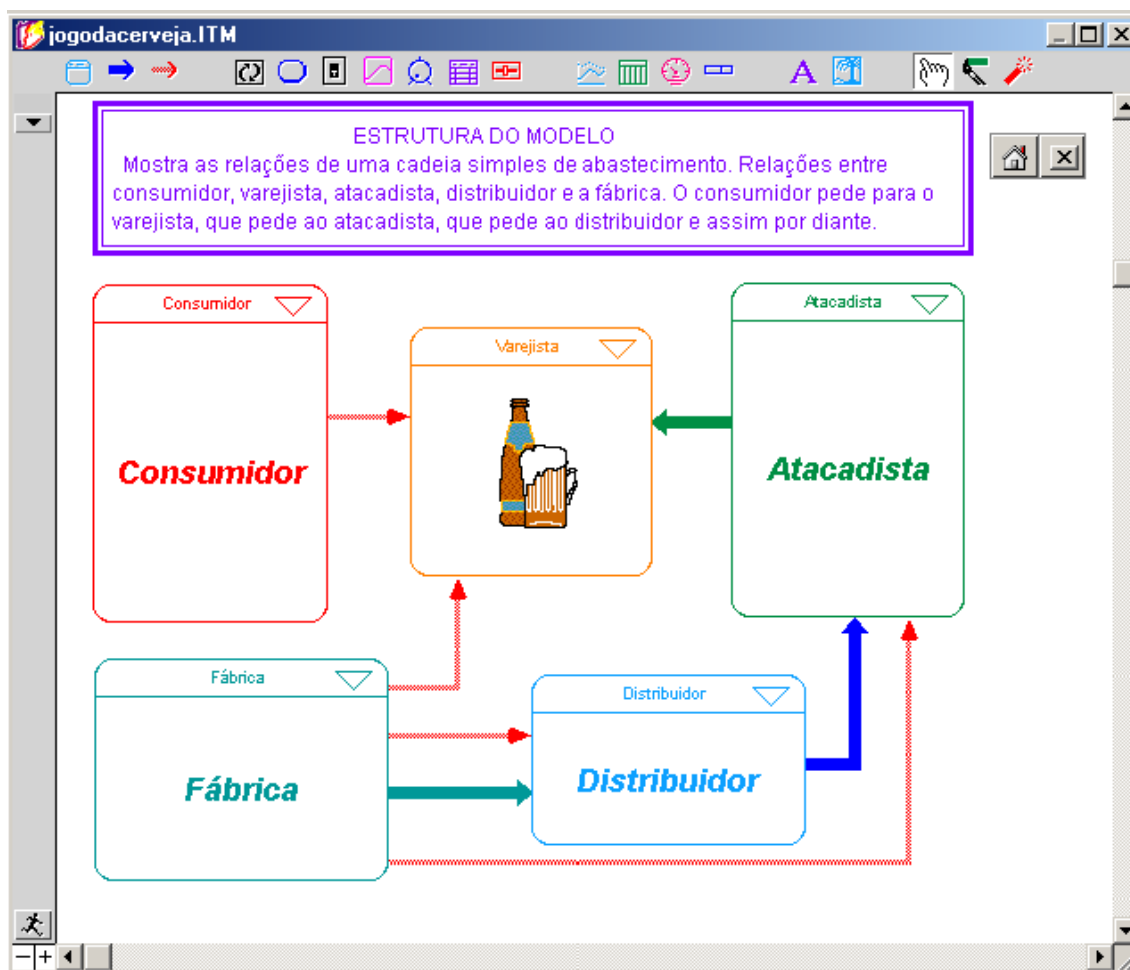 jogodacerveja.ITM
A
ESTRUTURA DO MODELO
Mostra as relações de uma cadeia simples de abastecimento. Relações entre
consumidor, varejista, atacadista, distribuidor e a fábrica. O consumidor pede para o
varejista, que pede ao atacadista, que pede ao distribuidor e assim por diante.
Consumidor
Consumidor
Varejista
Atacadista
Atacadista
Fábrica
Fábrica
Distribuidor
Distribuidor